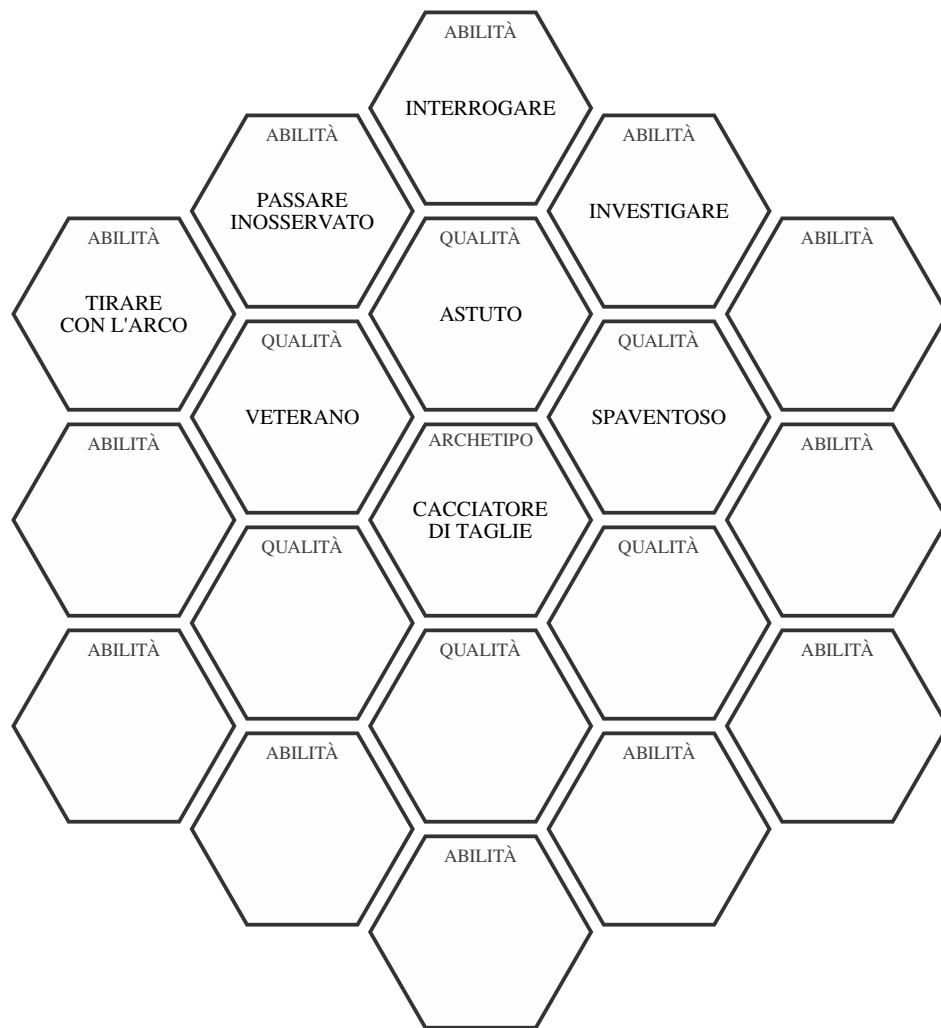 ABILITÀ
INTERROGARE
ABILITÀ
PASSARE
INOSSERVATO
ABILITÀ
INVESTIGARE
ABILITÀ
TIRARE
CON L'ARCO
QUALITÀ
ASTUTO
ABILITÀ
QUALITÀ
VETERANO
QUALITÀ
SPAVENTOSO
ABILITÀ
ARCHETIPO
CACCIATORE
DI TAGLIE
ABILITÀ
QUALITÀ
QUALITÀ
ABILITÀ
QUALITÀ
ABILITÀ
ABILITÀ
ABILITÀ
ABILITÀ